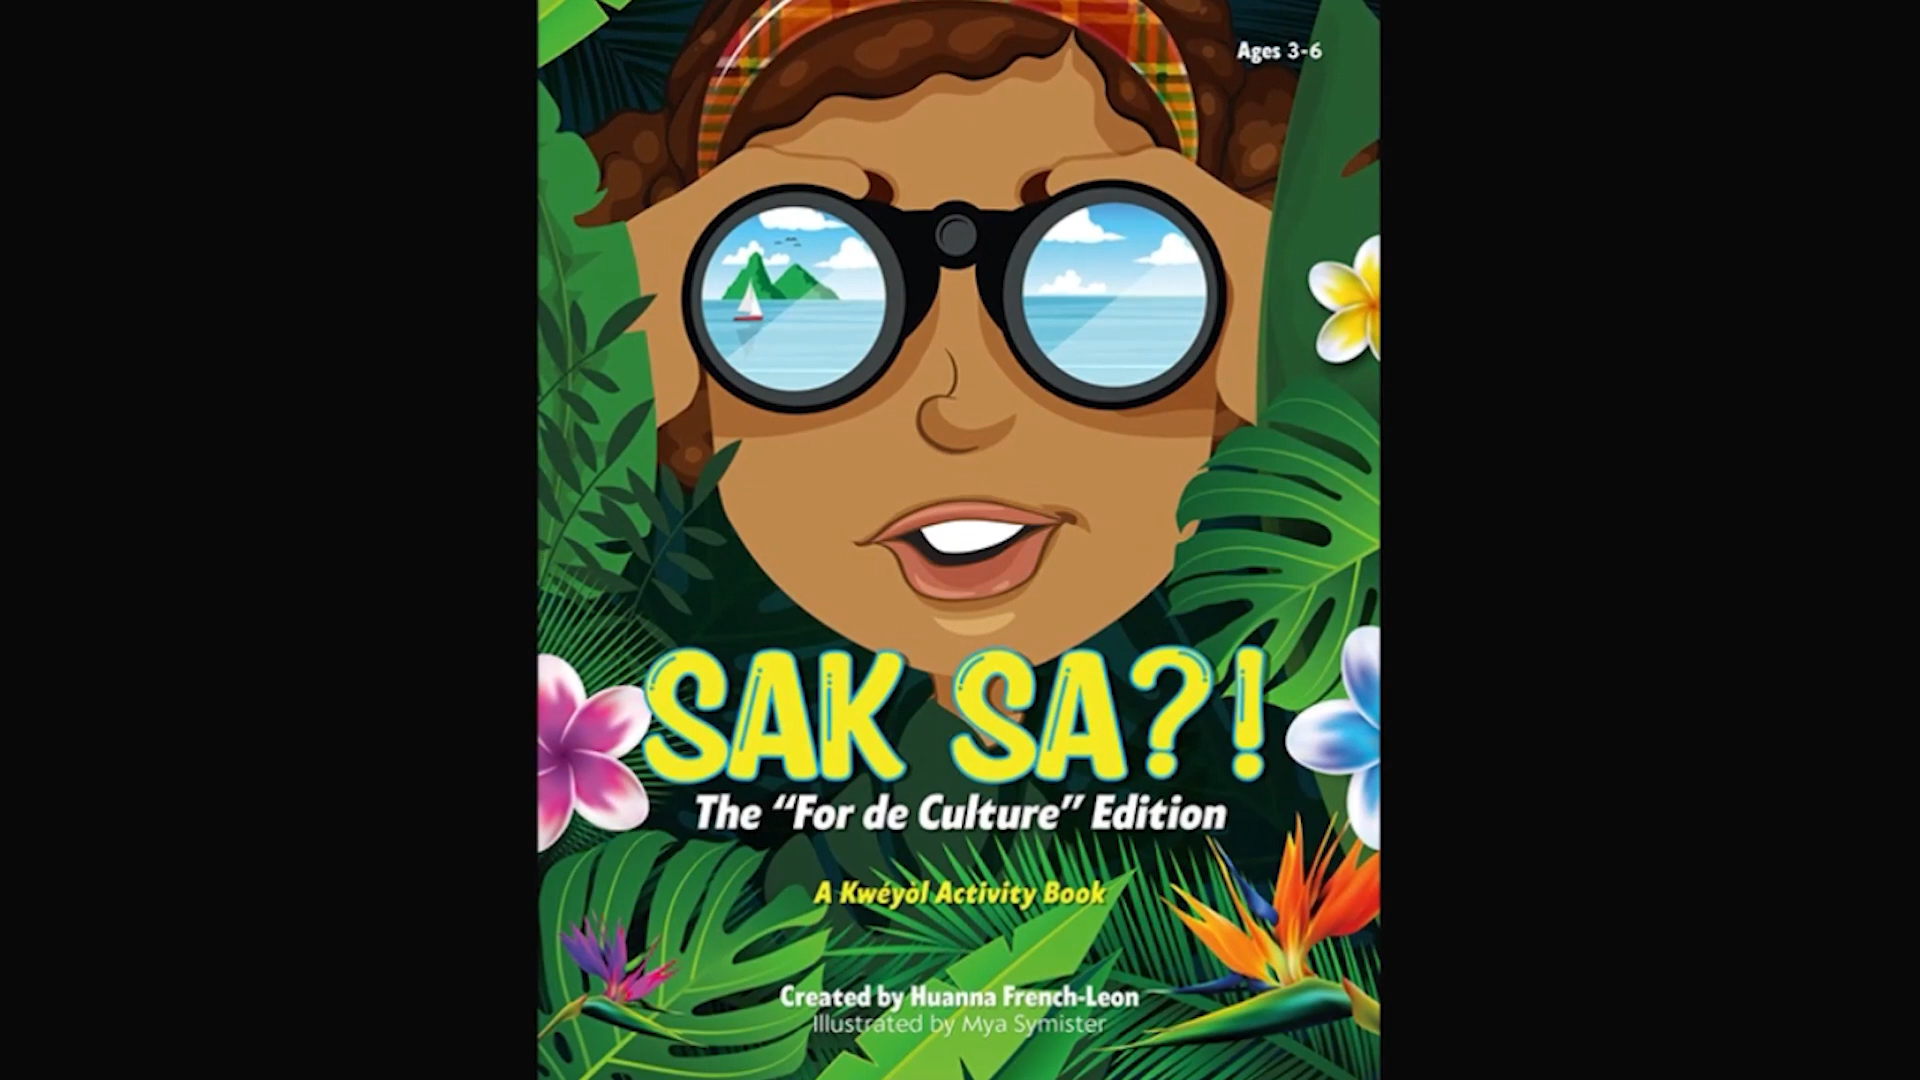 Ages 3-6
SAK SA?!
The “For de Culture” Edition
A Kwéyòl Activity Book
Created by Huanna French-Leon
Illustrated by Mya Symister